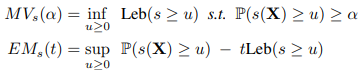 MV_s(α) = inf_{u≥0} Leb(s ≥ u) s.t. ℙ(s(𝐗) ≥ u) ≥ α
EM_s(t) = sup_{u≥0} ℙ(s(𝐗) ≥ u) − tLeb(s ≥ u)